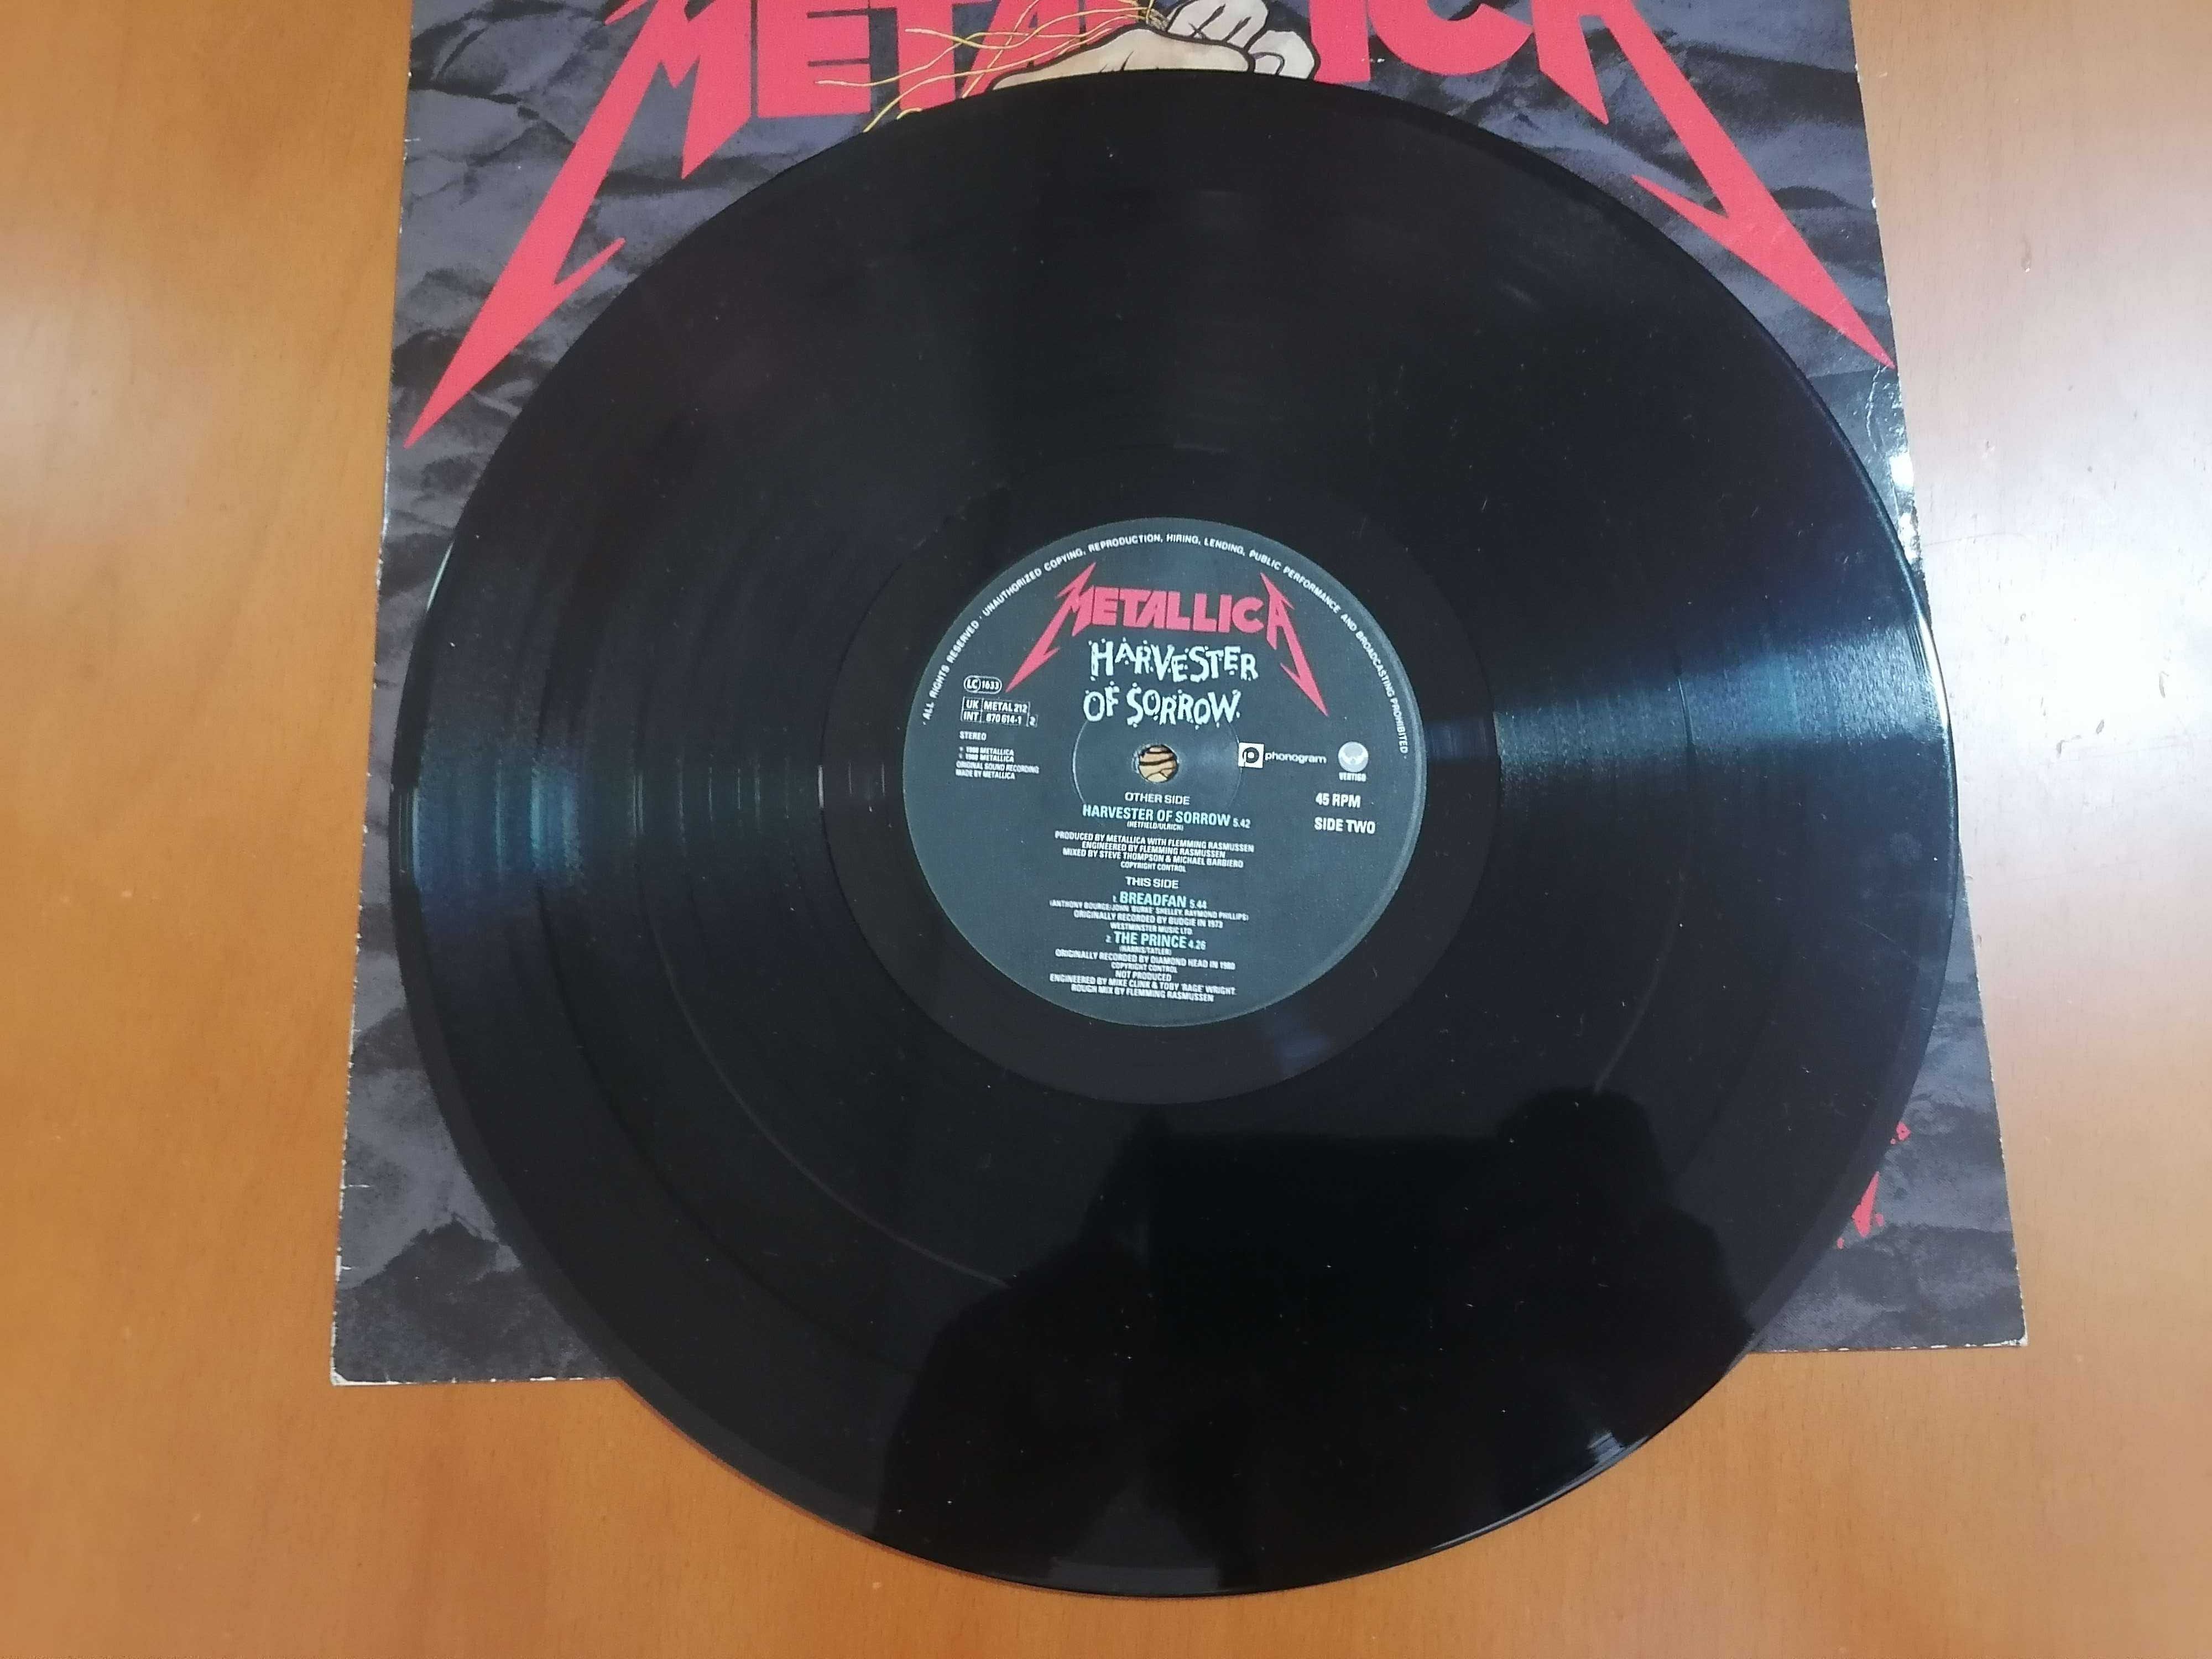 METALLICA
· ALL RIGHTS RESERVED · UNAUTHORIZED COPYING, REPRODUCTION, HIRING, LENDING, PUBLIC PERFORMANCE AND BROADCASTING PROHIBITED ·
METALLICA
HARVESTER
OF SORROW.
LC 1633
UK METAL 212
INT. 870 614-1 2
STEREO
℗ 1988 METALLICA
© 1988 METALLICA
ORIGINAL SOUND RECORDING
MADE BY METALLICA
phonogram
VERTIGO
45 RPM
SIDE TWO
OTHER SIDE
HARVESTER OF SORROW 5.42
(HETFIELD/ULRICH)
PRODUCED BY METALLICA WITH FLEMMING RASMUSSEN
ENGINEERED BY FLEMMING RASMUSSEN
MIXED BY STEVE THOMPSON & MICHAEL BARBIERO
COPYRIGHT CONTROL
THIS SIDE
1. BREADFAN 5.44
(ANTHONY BOURGE/JOHN 'BURKE' SHELLEY, RAYMOND PHILLIPS)
ORIGINALLY RECORDED BY BUDGIE IN 1973
WESTMINSTER MUSIC LTD.
2. THE PRINCE 4.26
(HARRIS/TATLER)
ORIGINALLY RECORDED BY DIAMOND HEAD IN 1980
COPYRIGHT CONTROL
NOT PRODUCED
ENGINEERED BY MIKE CLINK & TOBY 'RAGE' WRIGHT.
ROUGH MIX BY FLEMMING RASMUSSEN